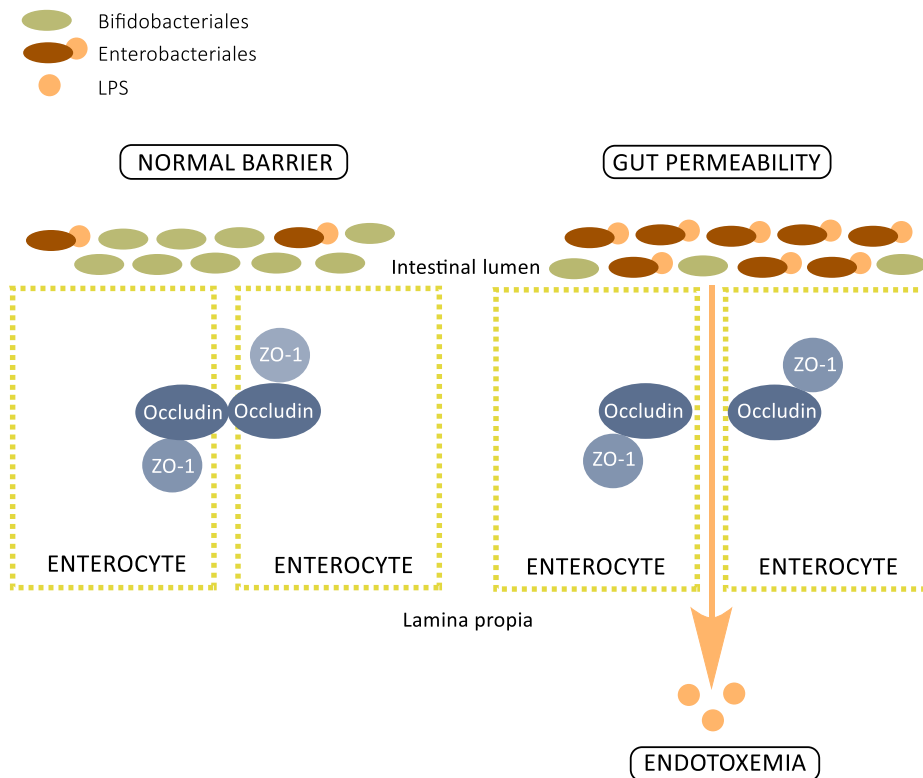 Bifidobacteriales
Enterobacteriales
LPS
NORMAL BARRIER
GUT PERMEABILITY
Intestinal lumen
ZO-1
Occludin
Occludin
ZO-1
ENTEROCYTE
ENTEROCYTE
ZO-1
Occludin
Occludin
ZO-1
ENTEROCYTE
ENTEROCYTE
Lamina propia
ENDOTOXEMIA